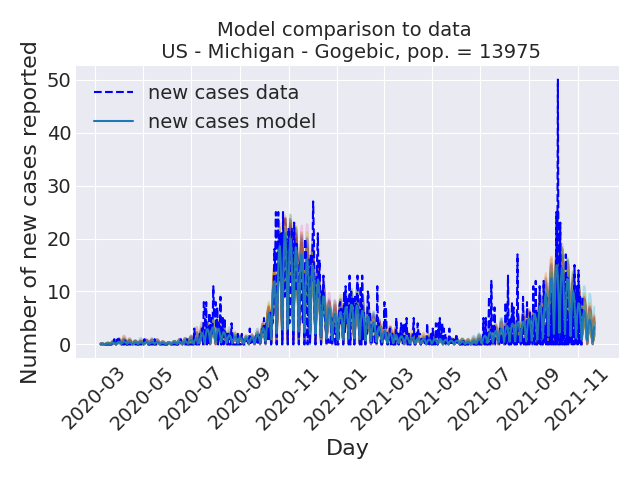 Model comparison to data
US - Michigan - Gogebic, pop. = 13975
Number of new cases reported
50
40
30
20
10
0
new cases data
new cases model
2020-03
2020-05
2020-07
2020-09
2020-11
2021-01
2021-03
2021-05
2021-07
2021-09
2021-11
Day